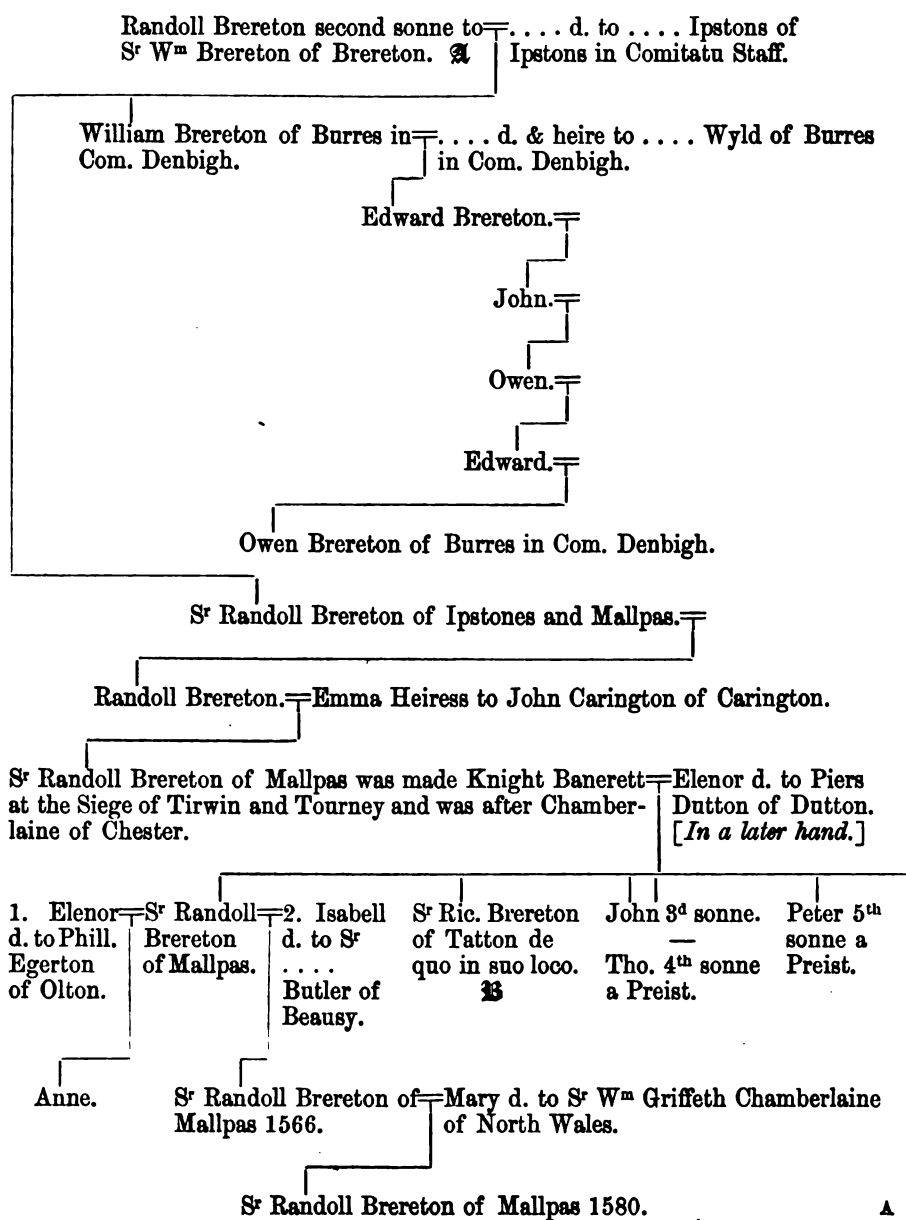 Randoll Brereton second sonne to
Sʳ Wᵐ Brereton of Brereton. A
. . . . d. to . . . . Ipstons of
Ipstons in Comitatu Staff.
William Brereton of Burres in
Com. Denbigh.
. . . . d. & heire to . . . . Wyld of Burres
in Com. Denbigh.
Edward Brereton.
John.
Owen.
Edward.
Owen Brereton of Burres in Com. Denbigh.
Sʳ Randoll Brereton of Ipstones and Mallpas.
Randoll Brereton.
Emma Heiress to John Carington of Carington.
Sʳ Randoll Brereton of Mallpas was made Knight Banerett
at the Siege of Tirwin and Tourney and was after Chamber-
laine of Chester.
Elenor d. to Piers
Dutton of Dutton.
[In a later hand.]
1. Elenor
d. to Phill.
Egerton
of Olton.
Sʳ Randoll
Brereton
of Mallpas.
2. Isabell
d. to Sʳ
. . . .
Butler of
Beausy.
Sʳ Ric. Brereton
of Tatton de
quo in suo loco.
B
John 3ᵈ sonne.
—
Tho. 4ᵗʰ sonne
a Preist.
Peter 5ᵗʰ
sonne a
Preist.
Anne.
Sʳ Randoll Brereton of
Mallpas 1566.
Mary d. to Sʳ Wᵐ Griffeth Chamberlaine
of North Wales.
Sʳ Randoll Brereton of Mallpas 1580.
A